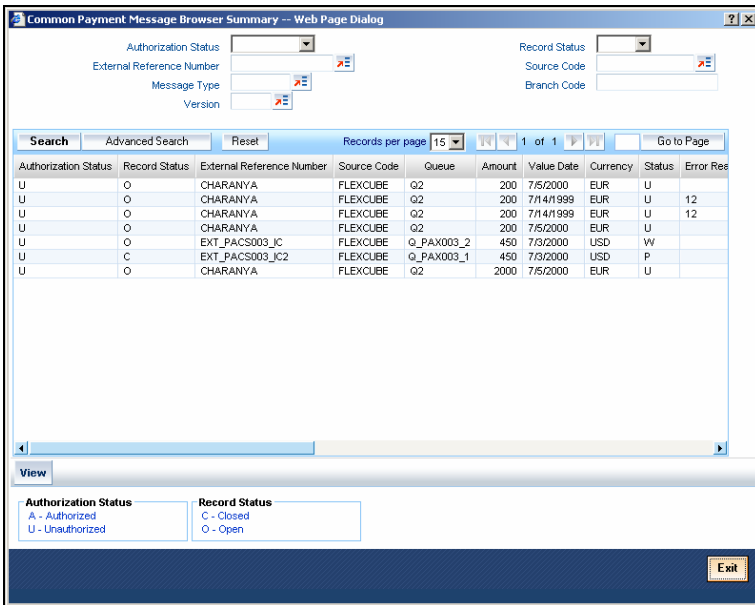 Common Payment Message Browser Summary -- Web Page Dialog
Authorization Status
Record Status
External Reference Number
Source Code
Message Type
Branch Code
Version
Search Advanced Search Reset Records per page 15 1 of 1 Go to Page
Authorization Status Record Status External Reference Number Source Code Queue Amount Value Date Currency Status Error Rea
U O CHARANYA FLEXCUBE Q2 200 7/5/2000 EUR U
U O CHARANYA FLEXCUBE Q2 200 7/14/1999 EUR U 12
U O CHARANYA FLEXCUBE Q2 200 7/14/1999 EUR U 12
U O CHARANYA FLEXCUBE Q2 200 7/5/2000 EUR U
U O EXT_PACS003_IC FLEXCUBE Q_PAX003_2 450 7/3/2000 USD W
U C EXT_PACS003_IC2 FLEXCUBE Q_PAX003_1 450 7/3/2000 USD P
U O CHARANYA FLEXCUBE Q2 2000 7/5/2000 EUR U
View
Authorization Status
A - Authorized
U - Unauthorized
Record Status
C - Closed
O - Open
Exit